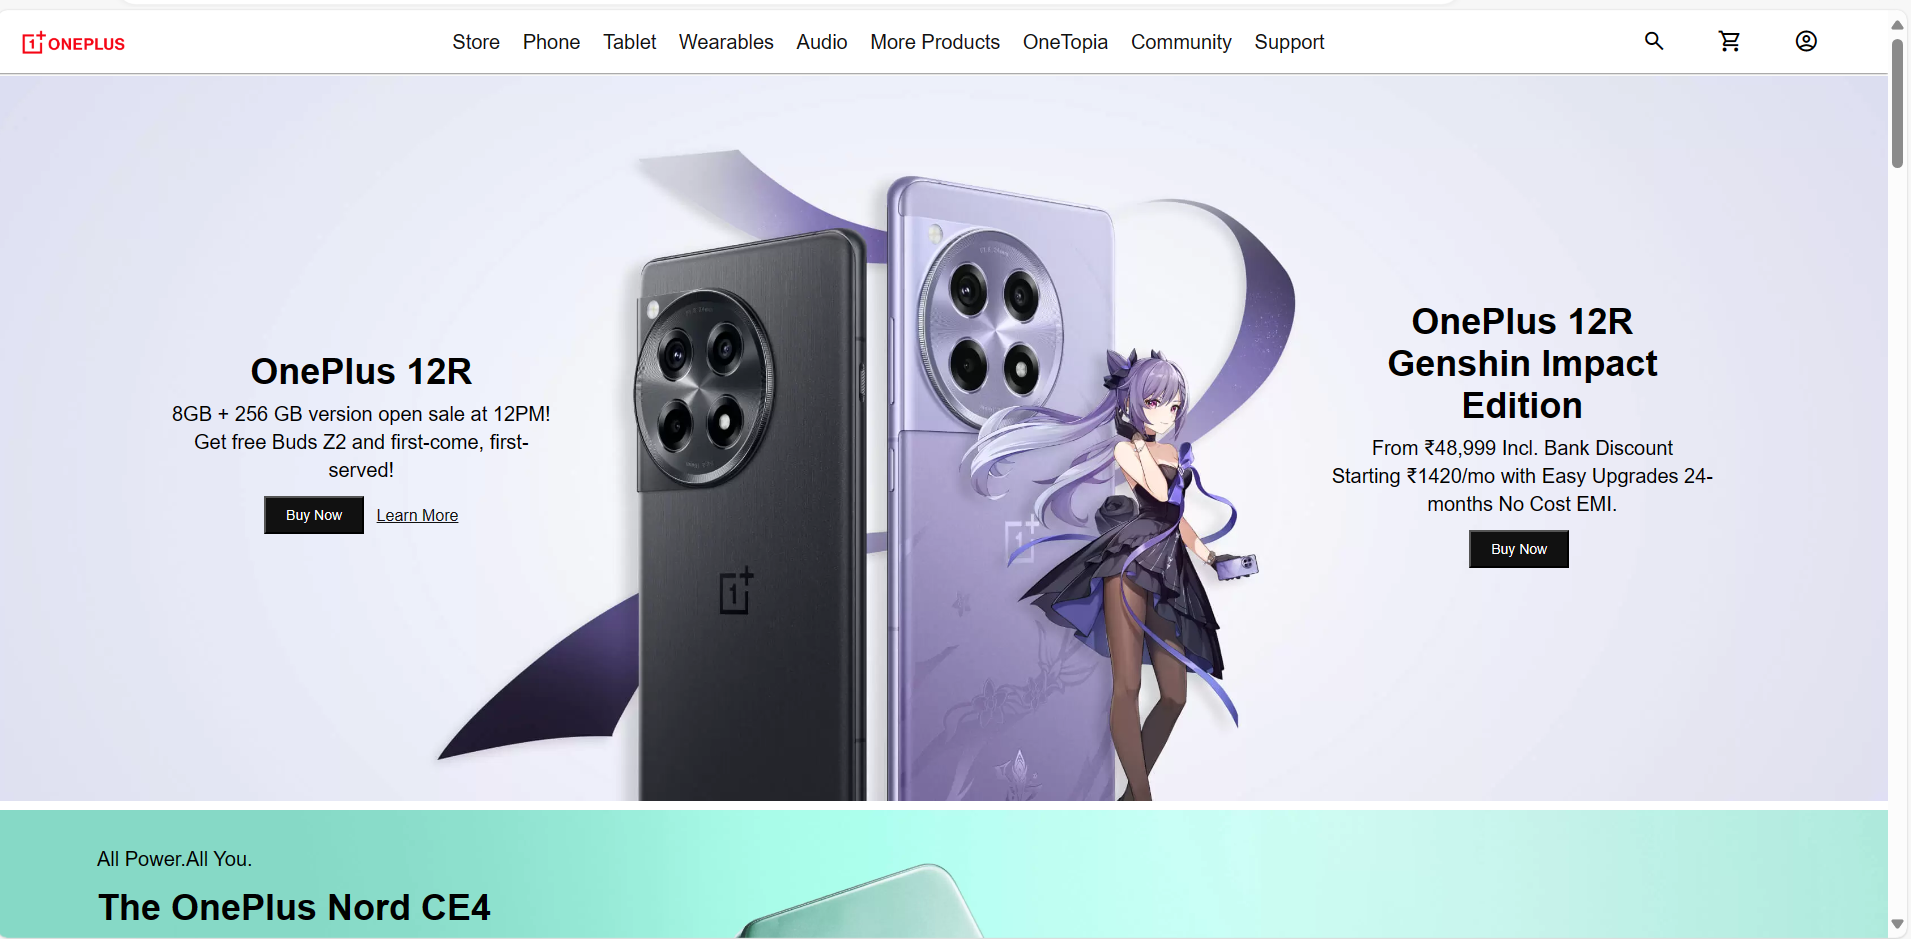 ONEPLUS
Store Phone Tablet Wearables Audio More Products OneTopia Community Support
OnePlus 12R
8GB + 256 GB version open sale at 12PM!
Get free Buds Z2 and first-come, first-
served!
Buy Now Learn More
OnePlus 12R
Genshin Impact
Edition
From ₹48,999 Incl. Bank Discount
Starting ₹1420/mo with Easy Upgrades 24-
months No Cost EMI.
Buy Now
All Power.All You.
The OnePlus Nord CE4